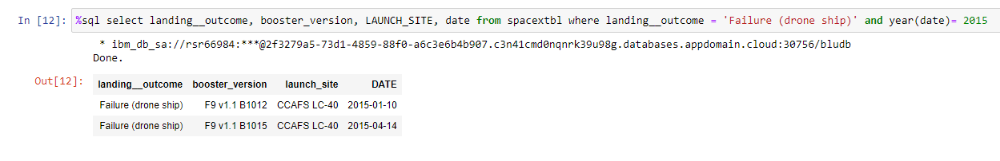 In [12]: %sql select landing__outcome, booster_version, LAUNCH_SITE, date from spacextbl where landing__outcome = 'Failure (drone ship)' and year(date)= 2015
* ibm_db_sa://rsr66984:***@2f3279a5-73d1-4859-88f0-a6c3e6b4b907.c3n41cmd0nqnrk39u98g.databases.appdomain.cloud:30756/bludb
Done.
Out[12]: landing__outcome booster_version launch_site DATE
Failure (drone ship) F9 v1.1 B1012 CCAFS LC-40 2015-01-10
Failure (drone ship) F9 v1.1 B1015 CCAFS LC-40 2015-04-14